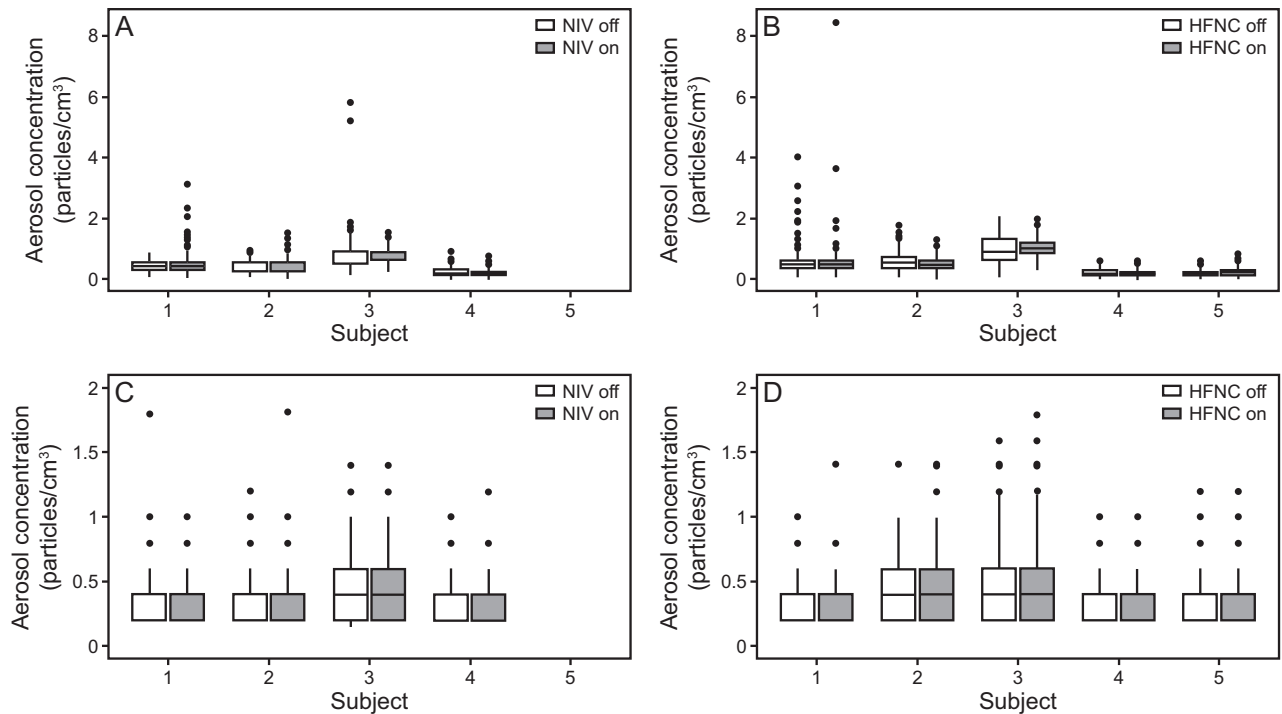 A
NIV off
NIV on
Aerosol concentration
(particles/cm³)
8
6
4
2
0
1 2 3 4 5
Subject
B
HFNC off
HFNC on
Aerosol concentration
(particles/cm³)
8
6
4
2
0
1 2 3 4 5
Subject
C
NIV off
NIV on
Aerosol concentration
(particles/cm³)
2
1.5
1
0.5
0
1 2 3 4 5
Subject
D
HFNC off
HFNC on
Aerosol concentration
(particles/cm³)
2
1.5
1
0.5
0
1 2 3 4 5
Subject